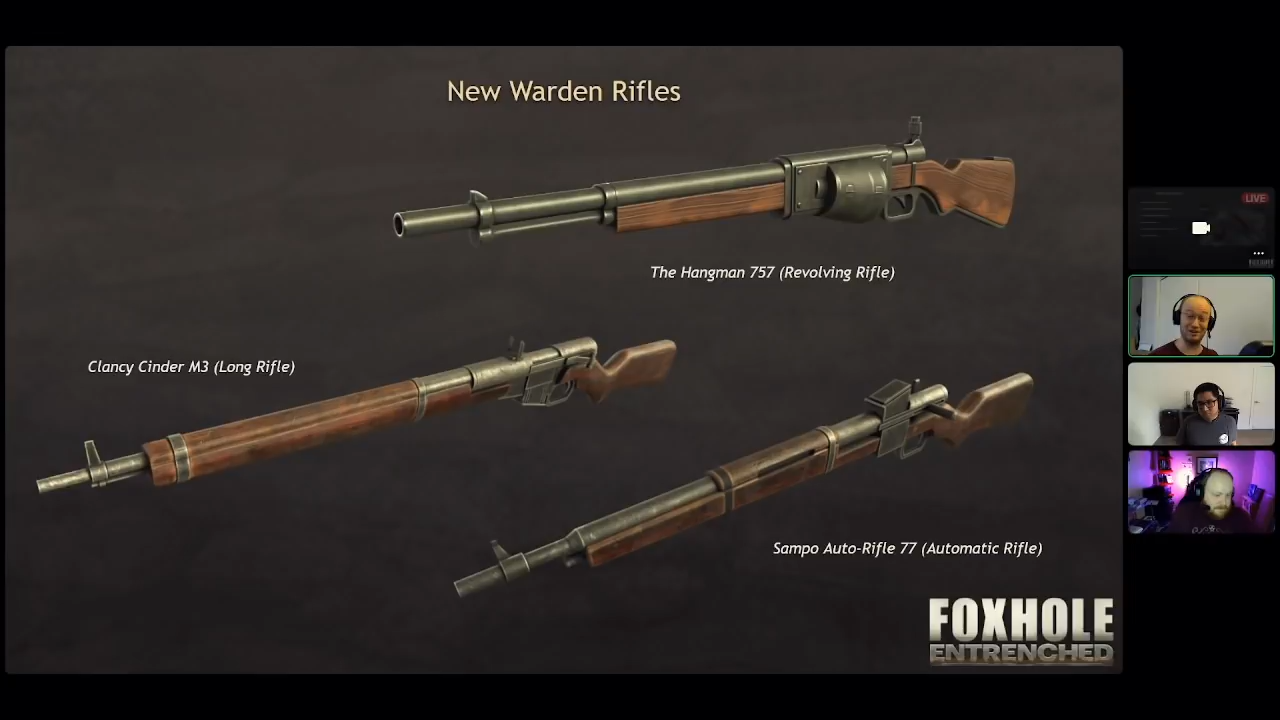 New Warden Rifles
LIVE
The Hangman 757 (Revolving Rifle)
Clancy Cinder M3 (Long Rifle)
Sampo Auto-Rifle 77 (Automatic Rifle)
FOXHOLE
ENTRENCHED